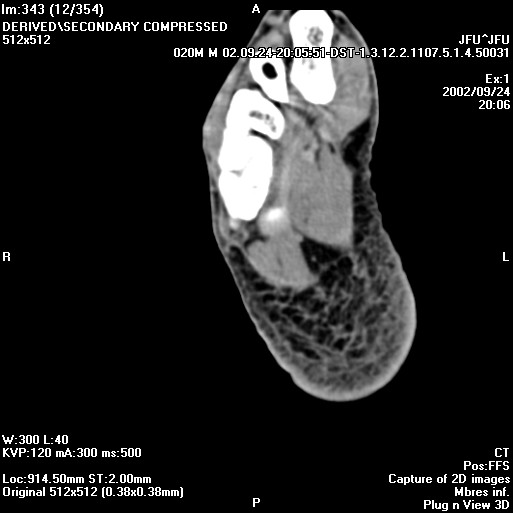 Im:343 (12/354)
A
DERIVED\SECONDARY COMPRESSED
512x512
JFU^JFU
020M M 02.09.24-20:05:51-DST-1.3.12.2.1107.5.1.4.50031
Ex:1
2002/09/24
20:06
R
L
W:300 L:40
KVP:120 mA:300 ms:500
CT
Pos:FFS
Loc:914.50mm ST:2.00mm
Capture of 2D images
Original 512x512 (0.38x0.38mm)
Mbres inf.
P
Plug n View 3D